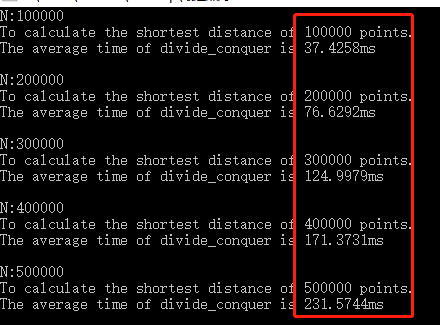 N:100000
To calculate the shortest distance of 100000 points.
The average time of divide_conquer is 37.4258ms
N:200000
To calculate the shortest distance of 200000 points.
The average time of divide_conquer is 76.6292ms
N:300000
To calculate the shortest distance of 300000 points.
The average time of divide_conquer is 124.9979ms
N:400000
To calculate the shortest distance of 400000 points.
The average time of divide_conquer is 171.3731ms
N:500000
To calculate the shortest distance of 500000 points.
The average time of divide_conquer is 231.5744ms